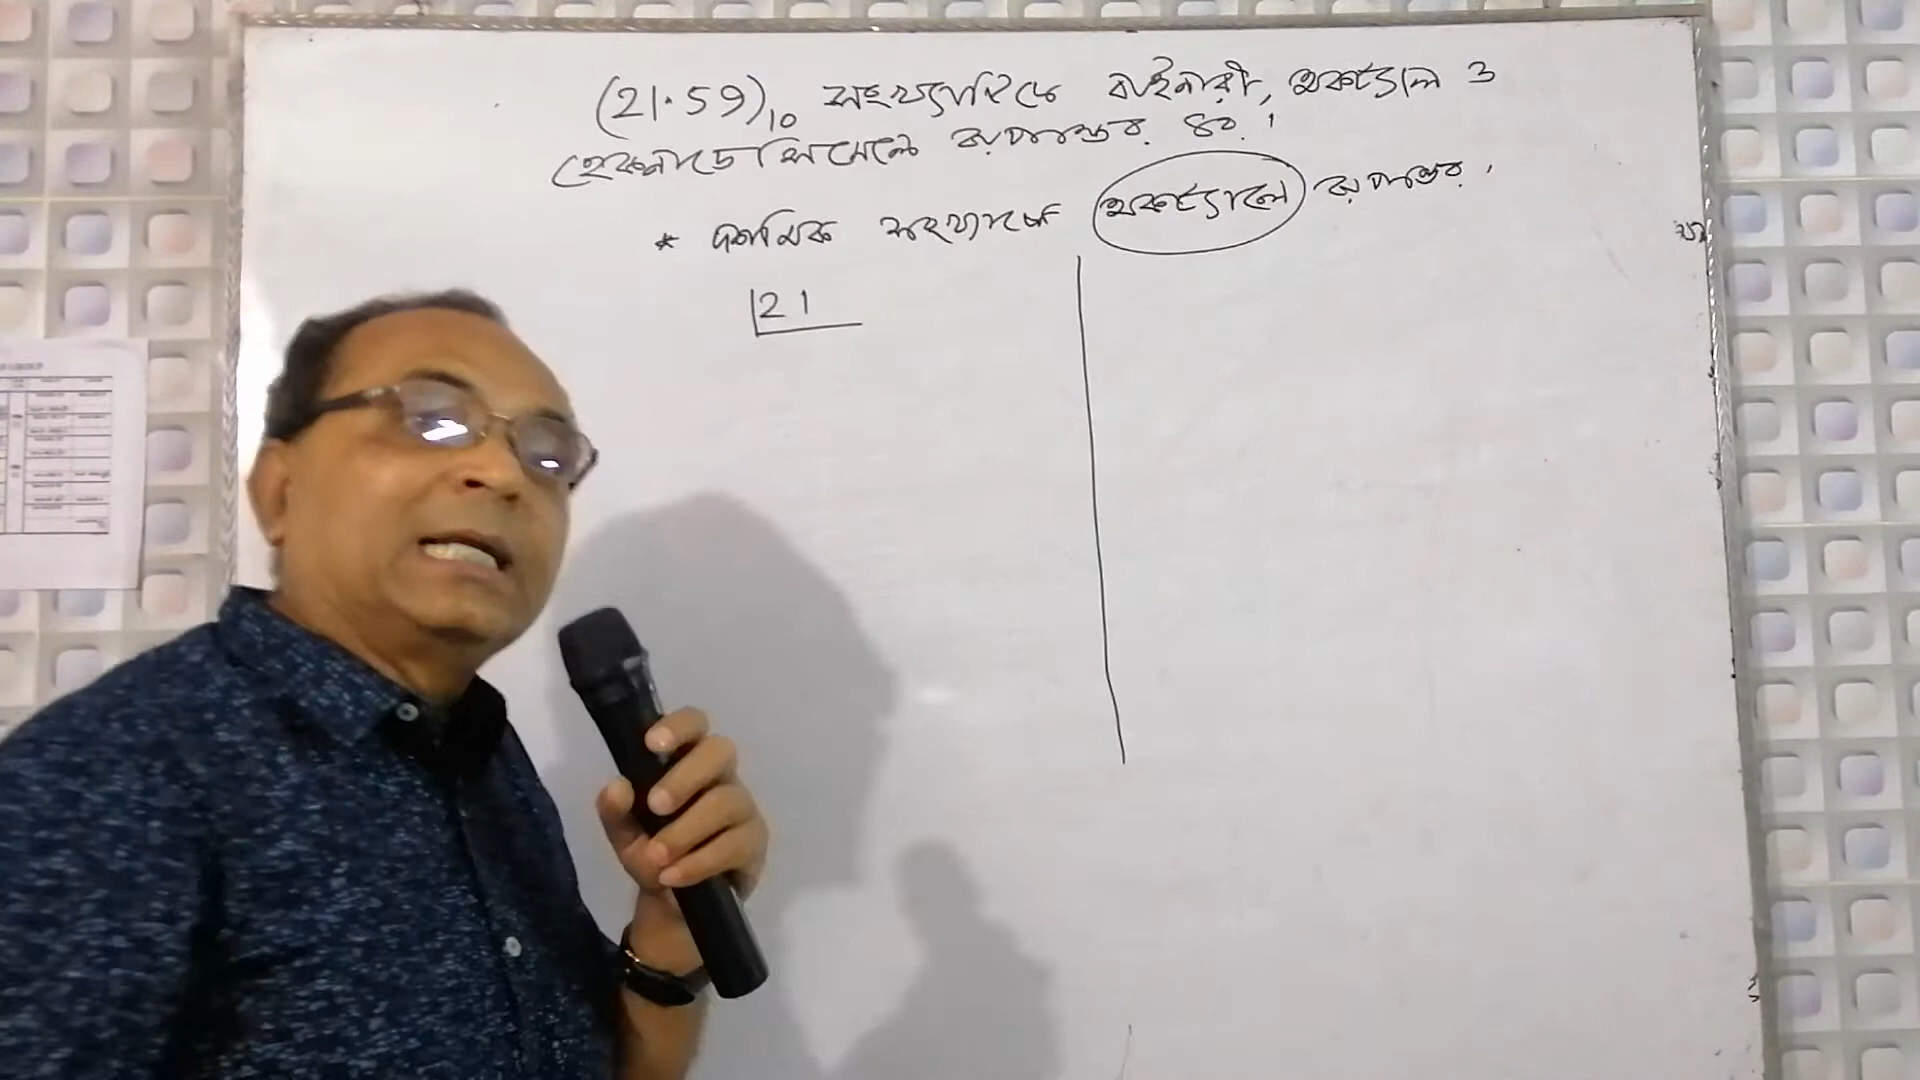 (21.59)₁₀ সংখ্যাটিকে বাইনারী, অকট্যাল ও
হেক্সাডেসিমেলে রূপান্তর কর।
* দশমিক সংখ্যাকে অকট্যালে রূপান্তর।
21